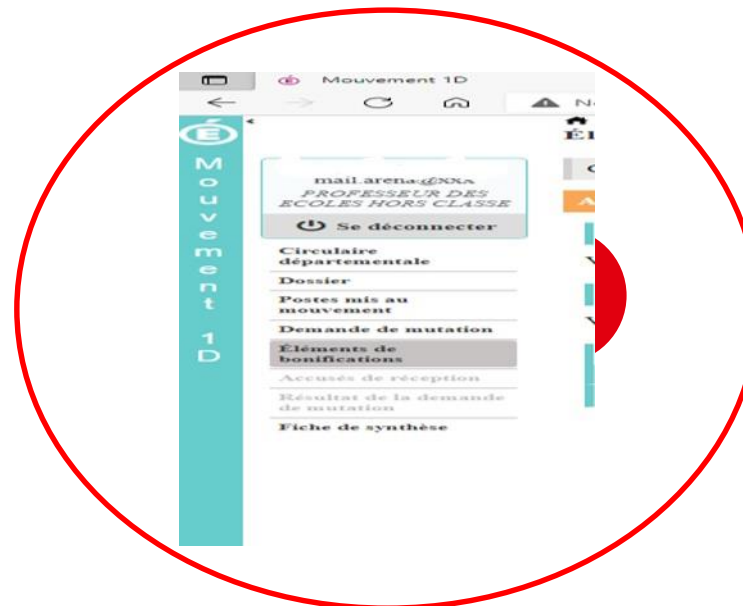 Mouvement 1D
Mouvement 1D
PROFESSEUR DES
ECOLES HORS CLASSE
Se déconnecter
Circulaire
départementale
Dossier
Postes mis au
mouvement
Demande de mutation
Éléments de
bonifications
Accusés de réception
Résultat de la demande
de mutation
Fiche de synthèse